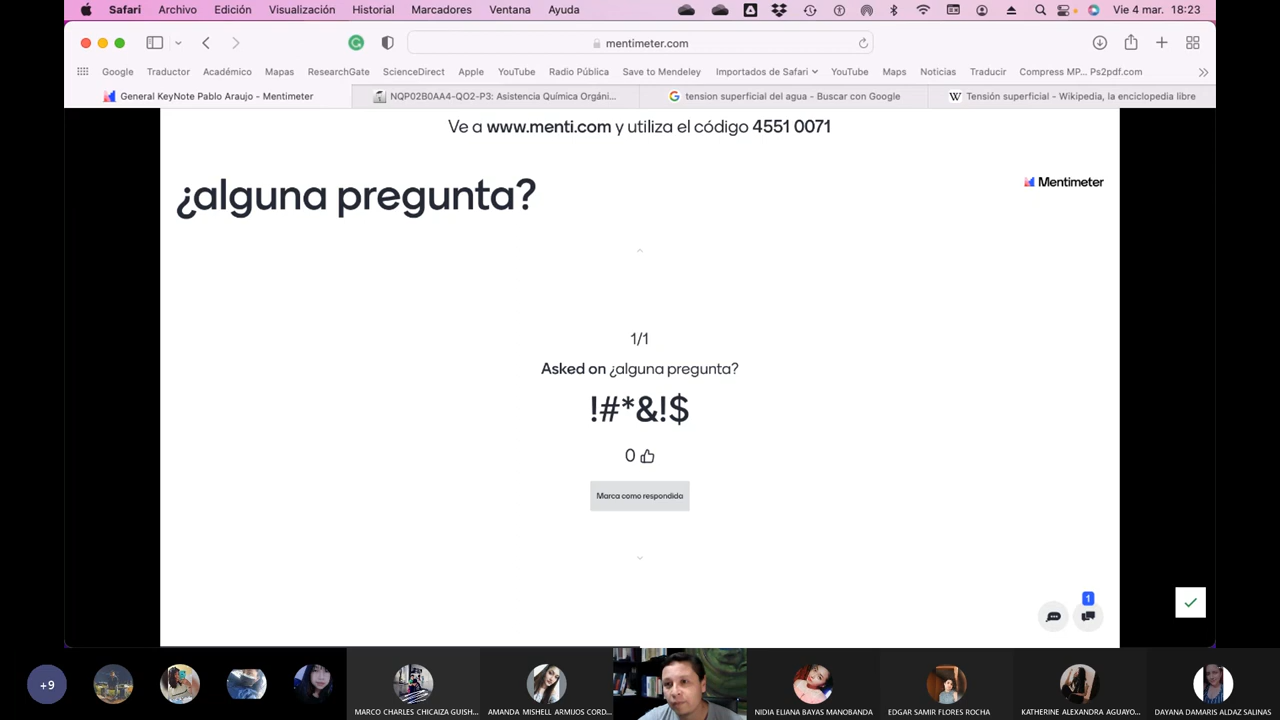 Safari Archivo Edición Visualización Historial Marcadores Ventana Ayuda Vie 4 mar. 18:23
mentimeter.com
Google Traductor Académico Mapas ResearchGate ScienceDirect Apple YouTube Radio Pública Save to Mendeley Importados de Safari YouTube Maps Noticias Traducir Compress MP... Ps2pdf.com
General KeyNote Pablo Araujo - Mentimeter NQP02B0AA4-QO2-P3: Asistencia Química Orgáni... tension superficial del agua - Buscar con Google Tensión superficial - Wikipedia, la enciclopedia libre
Ve a www.menti.com y utiliza el código 4551 0071
¿alguna pregunta?
Mentimeter
1/1
Asked on ¿alguna pregunta?
!#*&!$
0
Marca como respondida
1
+9
MARCO CHARLES CHICAIZA GUISH... AMANDA MISHELL ARMIJOS CORD... NIDIA ELIANA BAYAS MANOBANDA EDGAR SAMIR FLORES ROCHA KATHERINE ALEXANDRA AGUAYO... DAYANA DAMARIS ALDAZ SALINAS